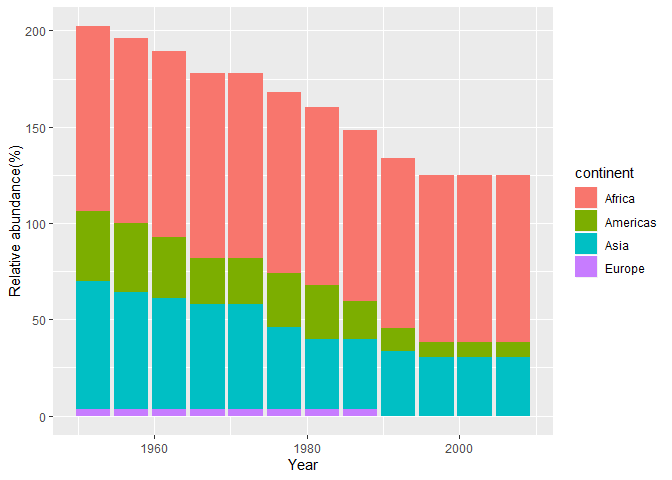 200
150
100
50
0
Relative abundance(%)
1960
1980
2000
Year
continent
Africa
Americas
Asia
Europe